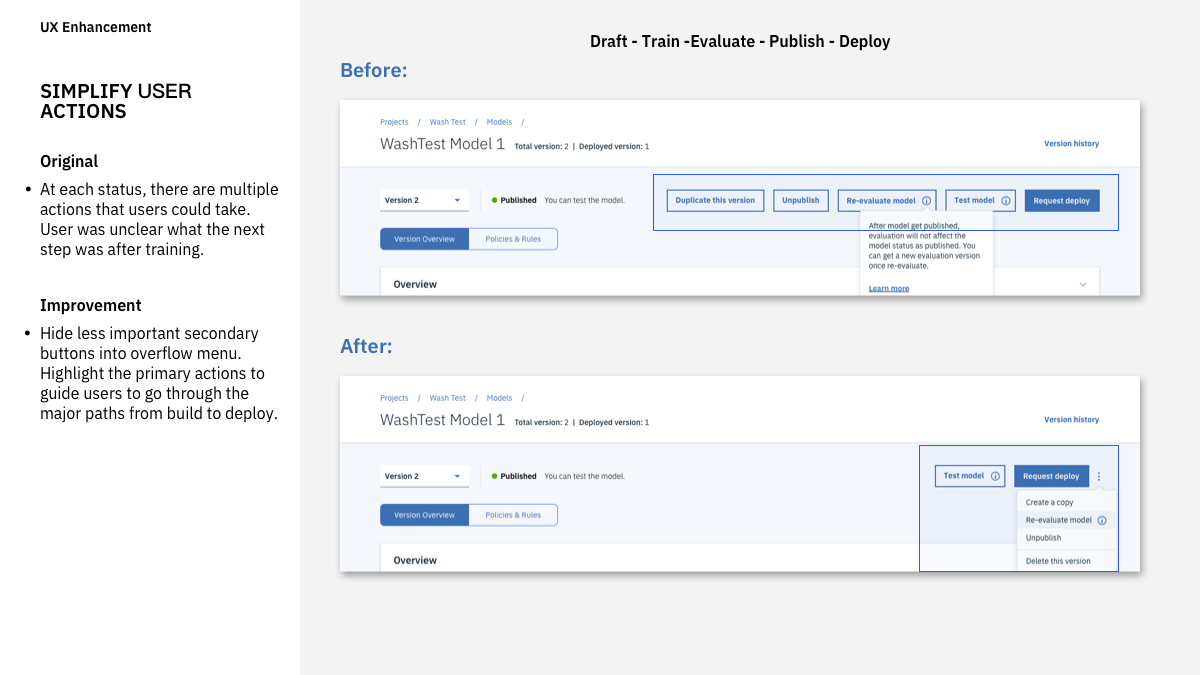 UX Enhancement
SIMPLIFY USER
ACTIONS
Original
• At each status, there are multiple
actions that users could take.
User was unclear what the next
step was after training.
Improvement
• Hide less important secondary
buttons into overflow menu.
Highlight the primary actions to
guide users to go through the
major paths from build to deploy.
Draft - Train -Evaluate - Publish - Deploy
Before:
Projects / Wash Test / Models /
WashTest Model 1 Total version: 2 | Deployed version: 1
Version history
Version 2 Published You can test the model.
Duplicate this version Unpublish Re-evaluate model Test model Request deploy
After model get published,
evaluation will not affect the
model status as published. You
can get a new evaluation version
once re-evaluate.
Learn more
Version Overview Policies & Rules
Overview
After:
Projects / Wash Test / Models /
WashTest Model 1 Total version: 2 | Deployed version: 1
Version history
Version 2 Published You can test the model.
Test model Request deploy
Create a copy
Re-evaluate model
Unpublish
Delete this version
Version Overview Policies & Rules
Overview